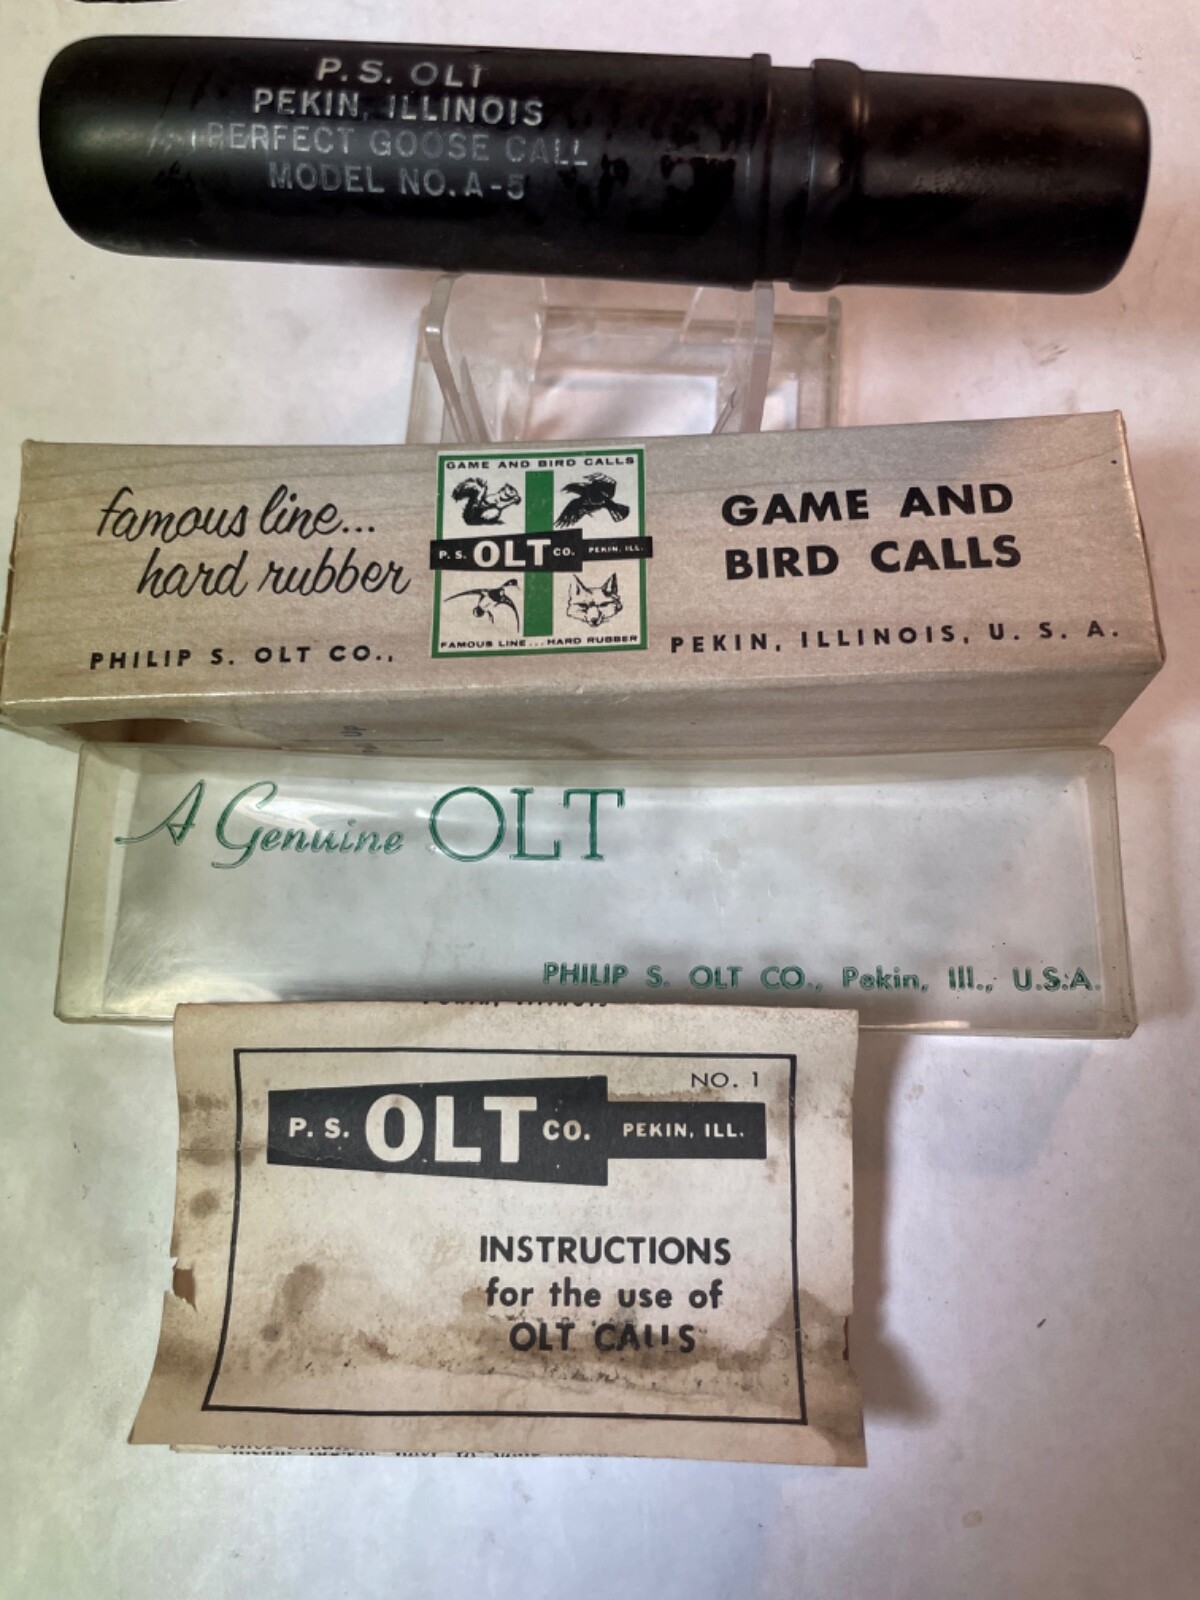 P. S. OLT
PEKIN, ILLINOIS
PERFECT GOOSE CALL
MODEL NO. A-5
famous line...
hard rubber
PHILIP S. OLT CO.,
GAME AND BIRD CALLS
P. S. OLT CO. PEKIN, ILL.
FAMOUS LINE...HARD RUBBER
GAME AND
BIRD CALLS
PEKIN, ILLINOIS, U. S. A.
A Genuine OLT
PHILIP S. OLT CO., Pekin, Ill., U.S.A.
NO. 1
P. S. OLT CO. PEKIN, ILL.
INSTRUCTIONS
for the use of
OLT CALLS